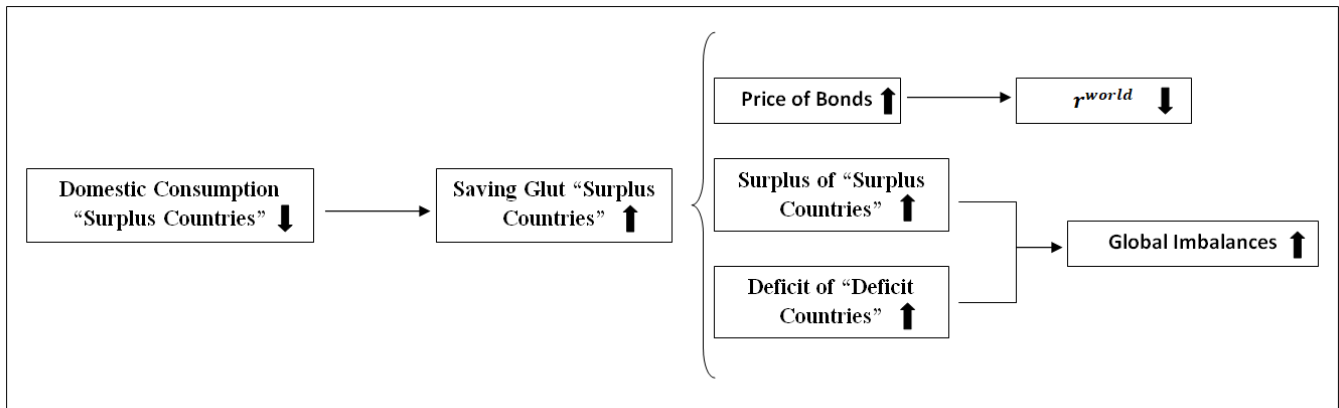 Domestic Consumption
“Surplus Countries” ⬇
Saving Glut “Surplus
Countries” ⬆
Price of Bonds ⬆
r^world ⬇
Surplus of “Surplus
Countries” ⬆
Deficit of “Deficit
Countries” ⬆
Global Imbalances ⬆